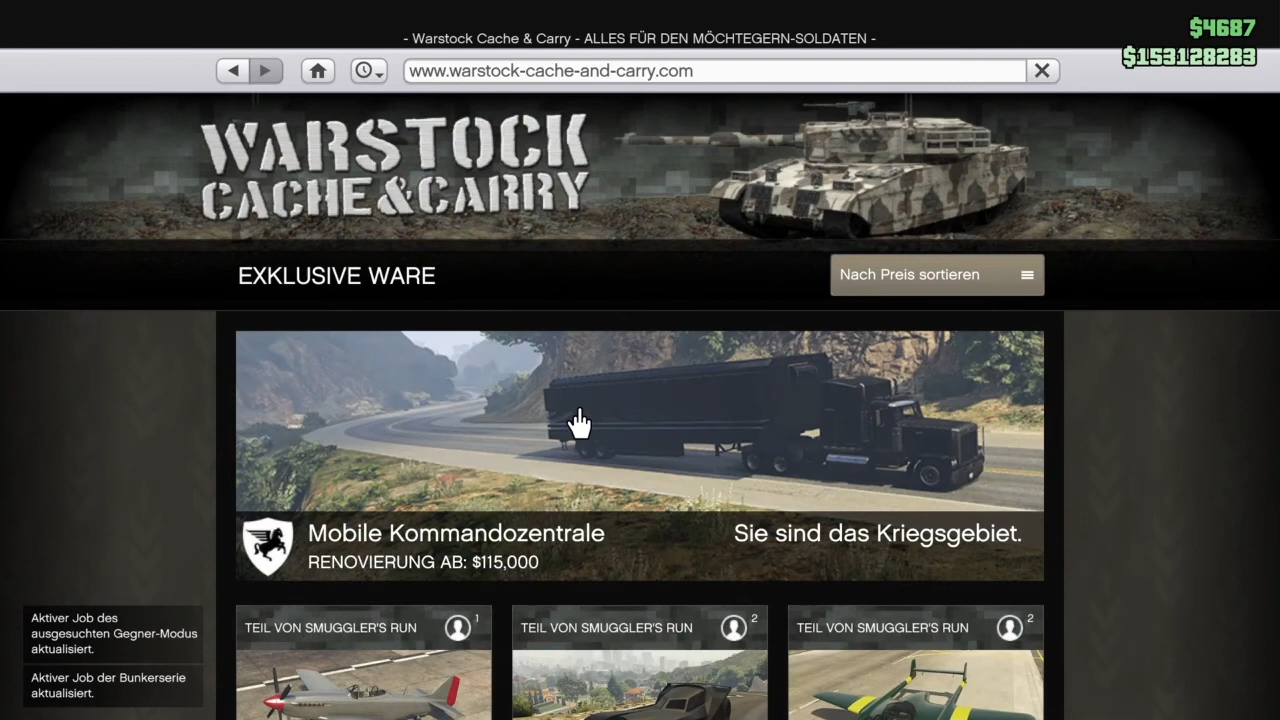 - Warstock Cache & Carry - ALLES FÜR DEN MÖCHTEGERN-SOLDATEN -
$4687
$153128283
www.warstock-cache-and-carry.com
WARSTOCK
CACHE&CARRY
EXKLUSIVE WARE
Nach Preis sortieren
Mobile Kommandozentrale
Sie sind das Kriegsgebiet.
RENOVIERUNG AB: $115,000
Aktiver Job des
ausgesuchten Gegner-Modus
aktualisiert.
Aktiver Job der Bunkerserie
aktualisiert.
TEIL VON SMUGGLER'S RUN 1
TEIL VON SMUGGLER'S RUN 2
TEIL VON SMUGGLER'S RUN 2